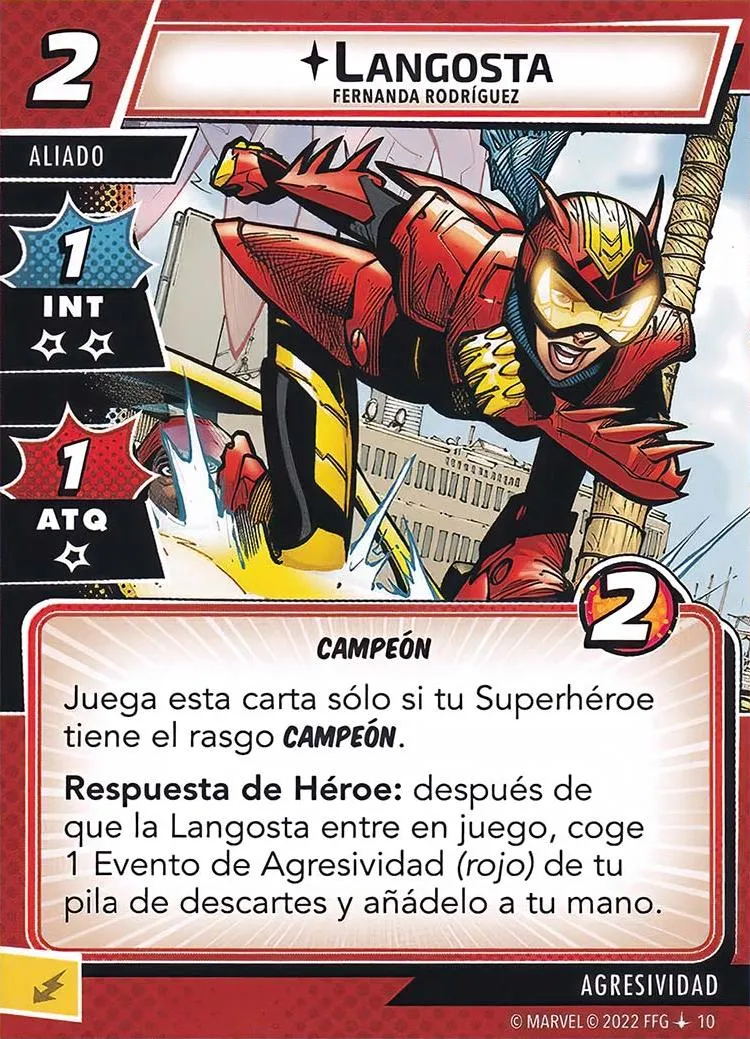 2
LANGOSTA
FERNANDA RODRÍGUEZ
ALIADO
1
INT
1
ATQ
2
CAMPEÓN
Juega esta carta sólo si tu Superhéroe
tiene el rasgo CAMPEÓN.
Respuesta de Héroe: después de
que la Langosta entre en juego, coge
1 Evento de Agresividad (rojo) de tu
pila de descartes y añádelo a tu mano.
AGRESIVIDAD
© MARVEL © 2022 FFG 10